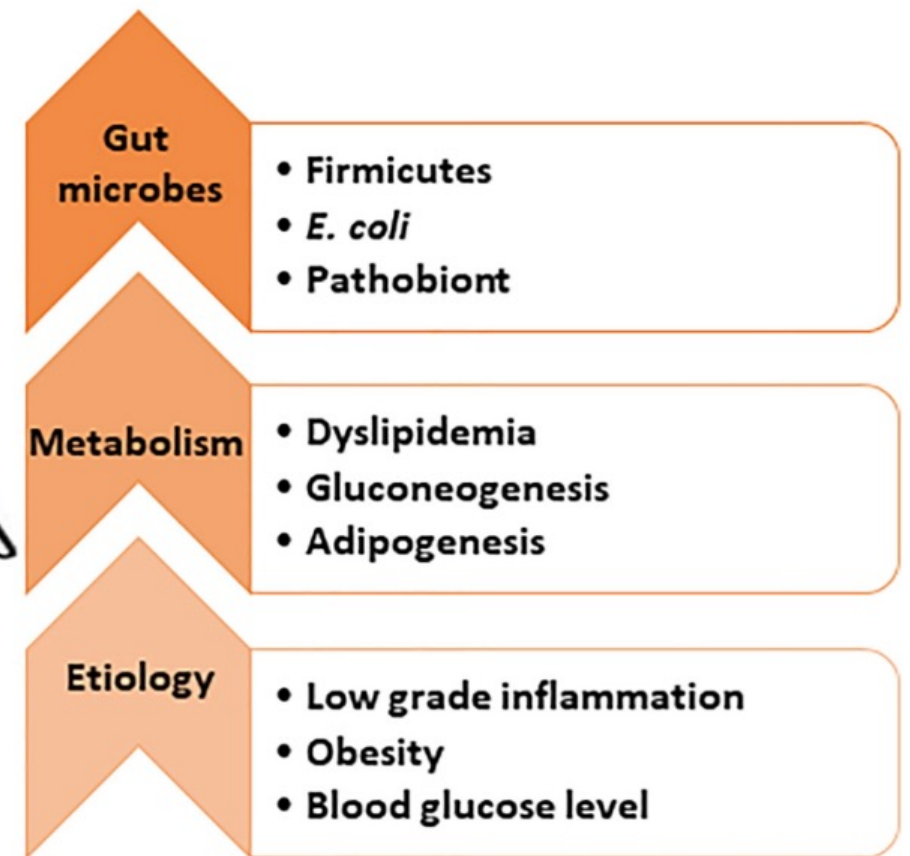 Gut
microbes
• Firmicutes
• E. coli
• Pathobiont
Metabolism
• Dyslipidemia
• Gluconeogenesis
• Adipogenesis
Etiology
• Low grade inflammation
• Obesity
• Blood glucose level